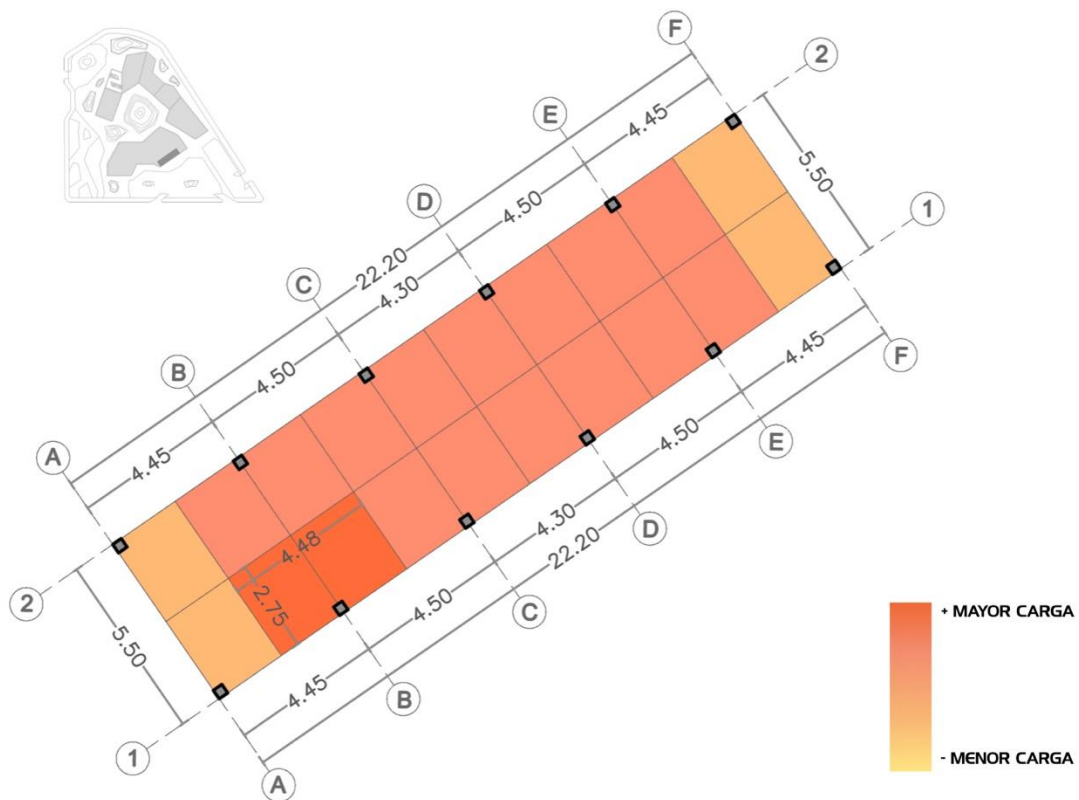 F
2
E
4.45
5.50
D
4.50
1
22.20
C
4.30
B
4.50
F
4.45
A
4.45
E
4.50
4.48
2.75
D
4.30
22.20
2
C
4.50
5.50
B
4.45
1
A
+ MAYOR CARGA
- MENOR CARGA